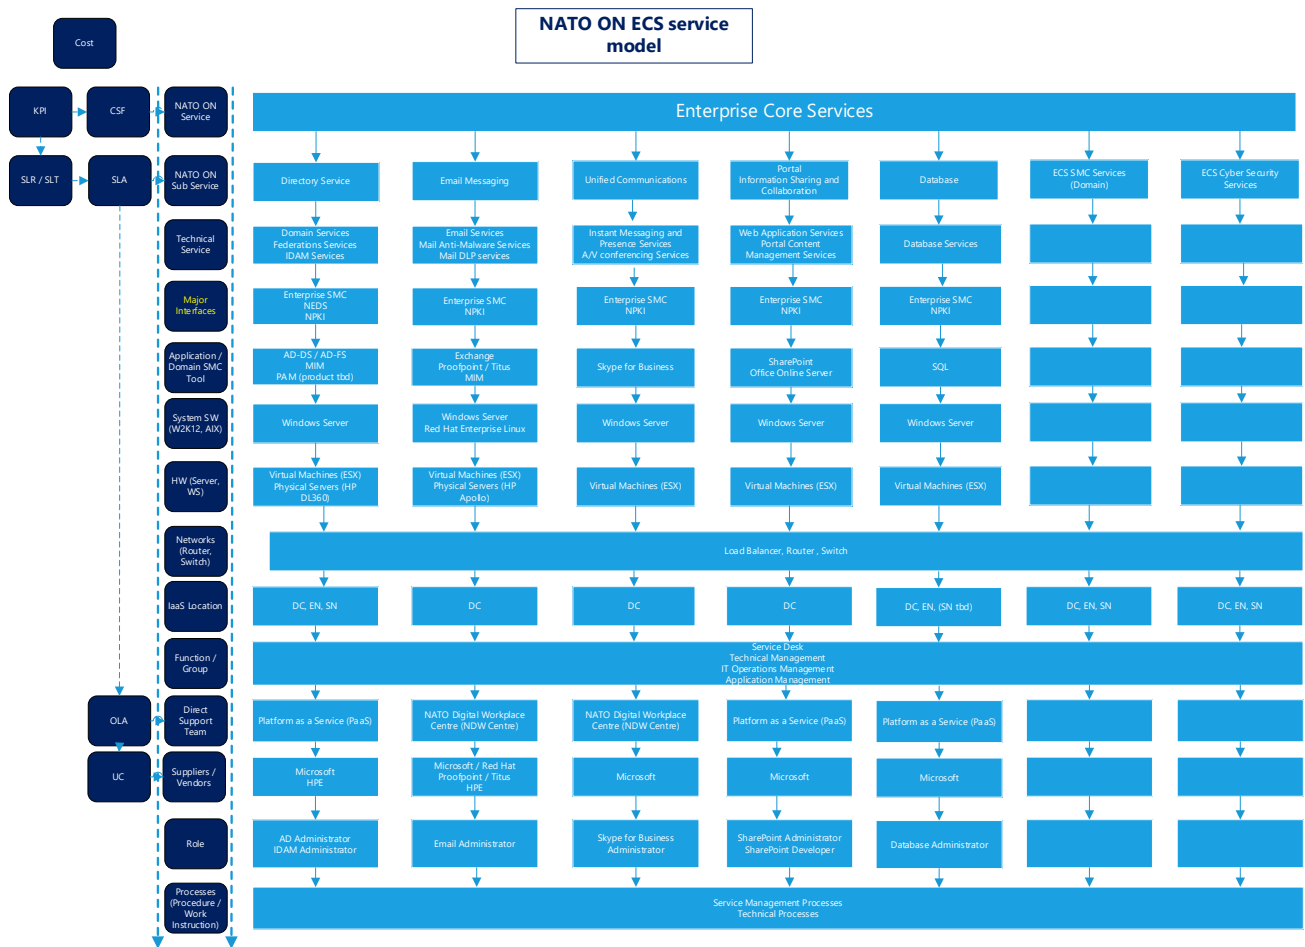 NATO ON ECS service
model
Cost
KPI
CSF
NATO ON
Service
Enterprise Core Services
SLR / SLT
SLA
NATO ON
Sub Service
Directory Service
Email Messaging
Unified Communications
Portal
Information Sharing and
Collaboration
Database
ECS SMC Services
(Domain)
ECS Cyber Security
Services
Technical
Service
Domain Services
Federations Services
IDAM Services
Email Services
Mail Anti-Malware Services
Mail DLP services
Instant Messaging and
Presence Services
A/V conferencing Services
Web Application Services
Portal Content
Management Services
Database Services
Major
Interfaces
Enterprise SMC
NEDS
NPKI
Enterprise SMC
NPKI
Enterprise SMC
NPKI
Enterprise SMC
NPKI
Enterprise SMC
NPKI
Application /
Domain SMC
Tool
AD-DS / AD-FS
MIM
PAM (product tbd)
Exchange
Proofpoint / Titus
MIM
Skype for Business
SharePoint
Office Online Server
SQL
System SW
(W2K12, AIX)
Windows Server
Windows Server
Red Hat Enterprise Linux
Windows Server
Windows Server
Windows Server
HW (Server,
WS)
Virtual Machines (ESX)
Physical Servers (HP
DL360)
Virtual Machines (ESX)
Physical Servers (HP
Apollo)
Virtual Machines (ESX)
Virtual Machines (ESX)
Virtual Machines (ESX)
Networks
(Router,
Switch)
Load Balancer, Router , Switch
IaaS Location
DC, EN, SN
DC
DC
DC
DC, EN, (SN tbd)
DC, EN, SN
DC, EN, SN
Function /
Group
Service Desk
Technical Management
IT Operations Management
Application Management
OLA
Direct
Support
Team
Platform as a Service (PaaS)
NATO Digital Workplace
Centre (NDW Centre)
NATO Digital Workplace
Centre (NDW Centre)
Platform as a Service (PaaS)
Platform as a Service (PaaS)
UC
Suppliers /
Vendors
Microsoft
HPE
Microsoft / Red Hat
Proofpoint / Titus
HPE
Microsoft
Microsoft
Microsoft
Role
AD Administrator
IDAM Administrator
Email Administrator
Skype for Business
Administrator
SharePoint Administrator
SharePoint Developer
Database Administrator
Processes
(Procedure /
Work
Instruction)
Service Management Processes
Technical Processes